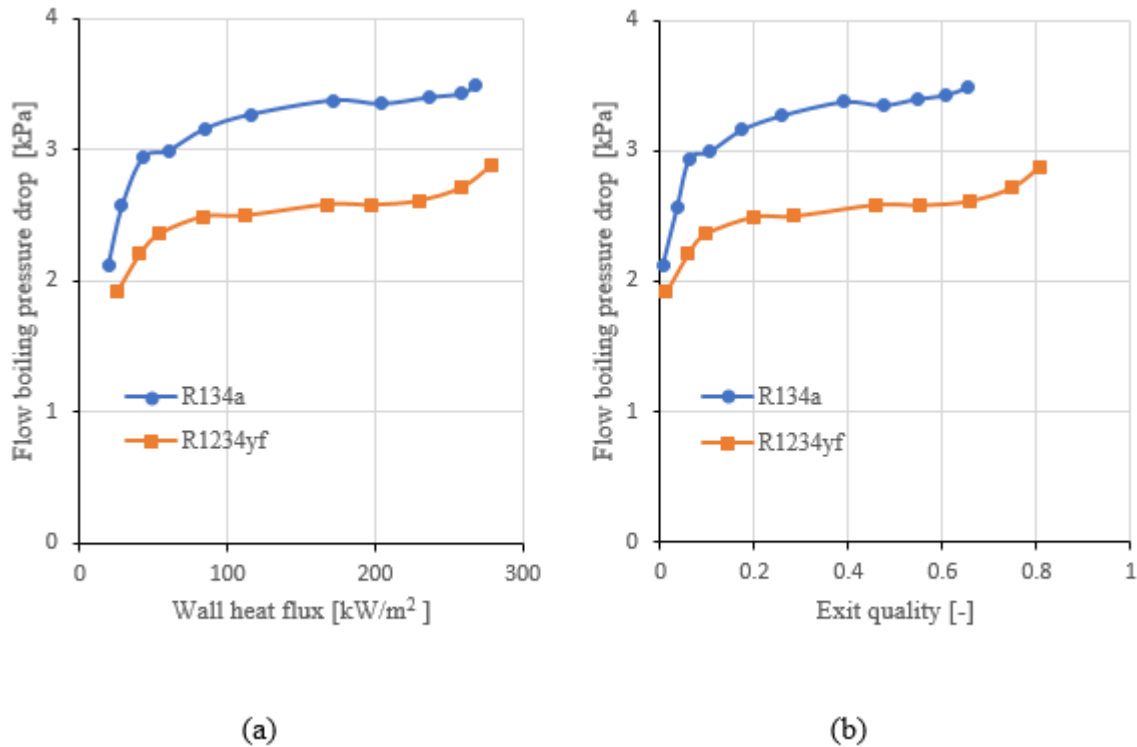 4
3
2
1
0
Flow boiling pressure drop [kPa]
R134a
R1234yf
0 100 200 300
Wall heat flux [kW/m² ]
(a)
4
3
2
1
0
Flow boiling pressure drop [kPa]
R134a
R1234yf
0 0.2 0.4 0.6 0.8 1
Exit quality [-]
(b)